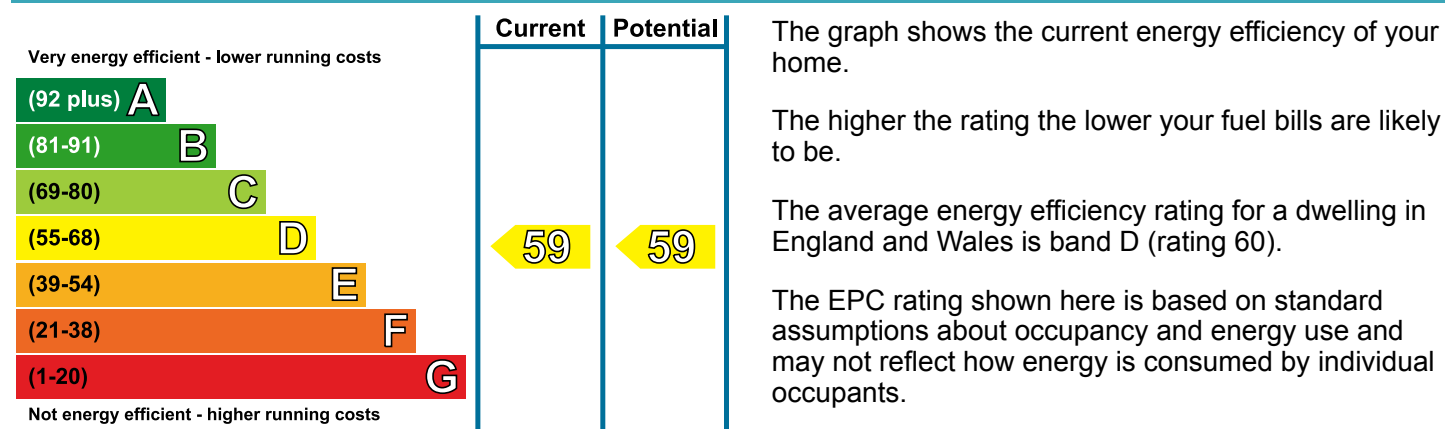 Current Potential
Very energy efficient - lower running costs
(92 plus) A
(81-91) B
(69-80) C
(55-68) D
59 59
(39-54) E
(21-38) F
(1-20) G
Not energy efficient - higher running costs
The graph shows the current energy efficiency of your
home.
The higher the rating the lower your fuel bills are likely
to be.
The average energy efficiency rating for a dwelling in
England and Wales is band D (rating 60).
The EPC rating shown here is based on standard
assumptions about occupancy and energy use and
may not reflect how energy is consumed by individual
occupants.